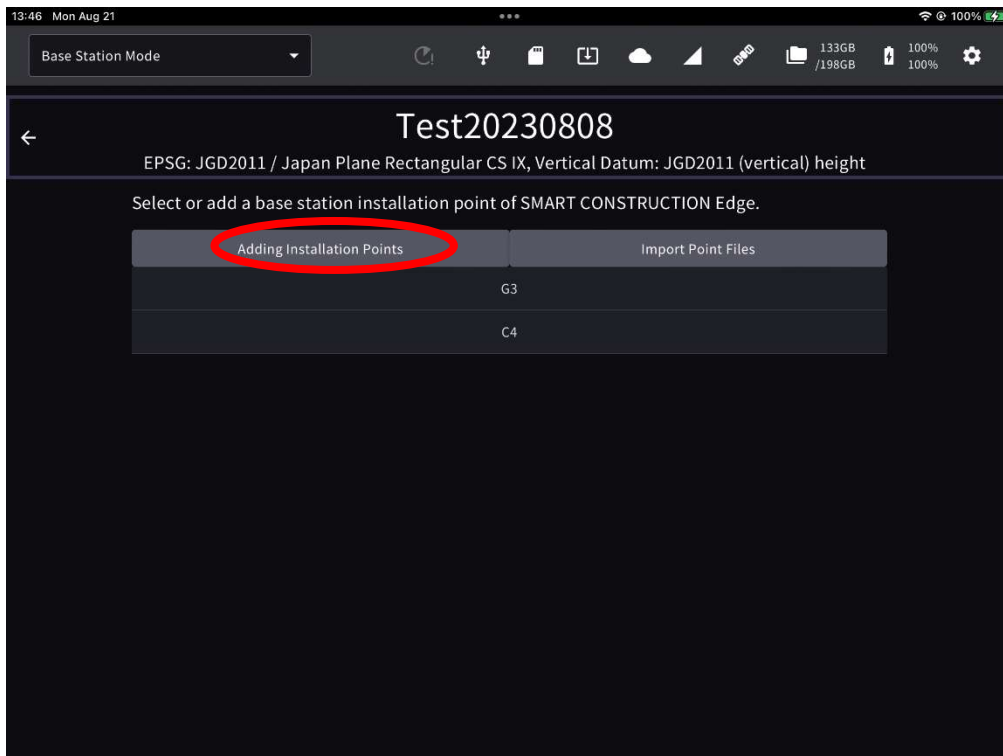 13:46 Mon Aug 21
100%
Base Station Mode
133GB
/198GB
100%
100%
Test20230808
EPSG: JGD2011 / Japan Plane Rectangular CS IX, Vertical Datum: JGD2011 (vertical) height
Select or add a base station installation point of SMART CONSTRUCTION Edge.
Adding Installation Points
Import Point Files
G3
C4